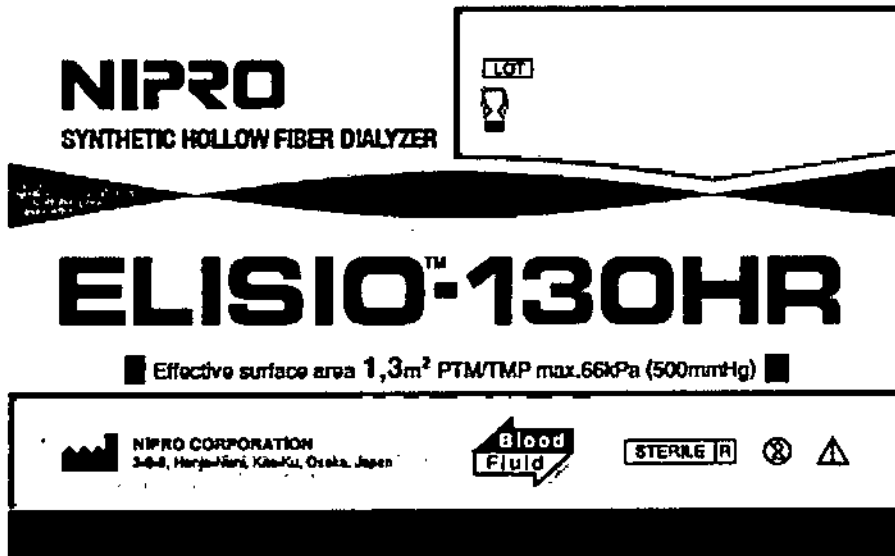 NIPRO
SYNTHETIC HOLLOW FIBER DIALYZER
LOT
ELISIO™-130HR
Effective surface area 1,3m² PTM/TMP max.66kPa (500mmHg)
NIPRO CORPORATION
Osaka, Japan
Blood
Fluid
STERILE R
2